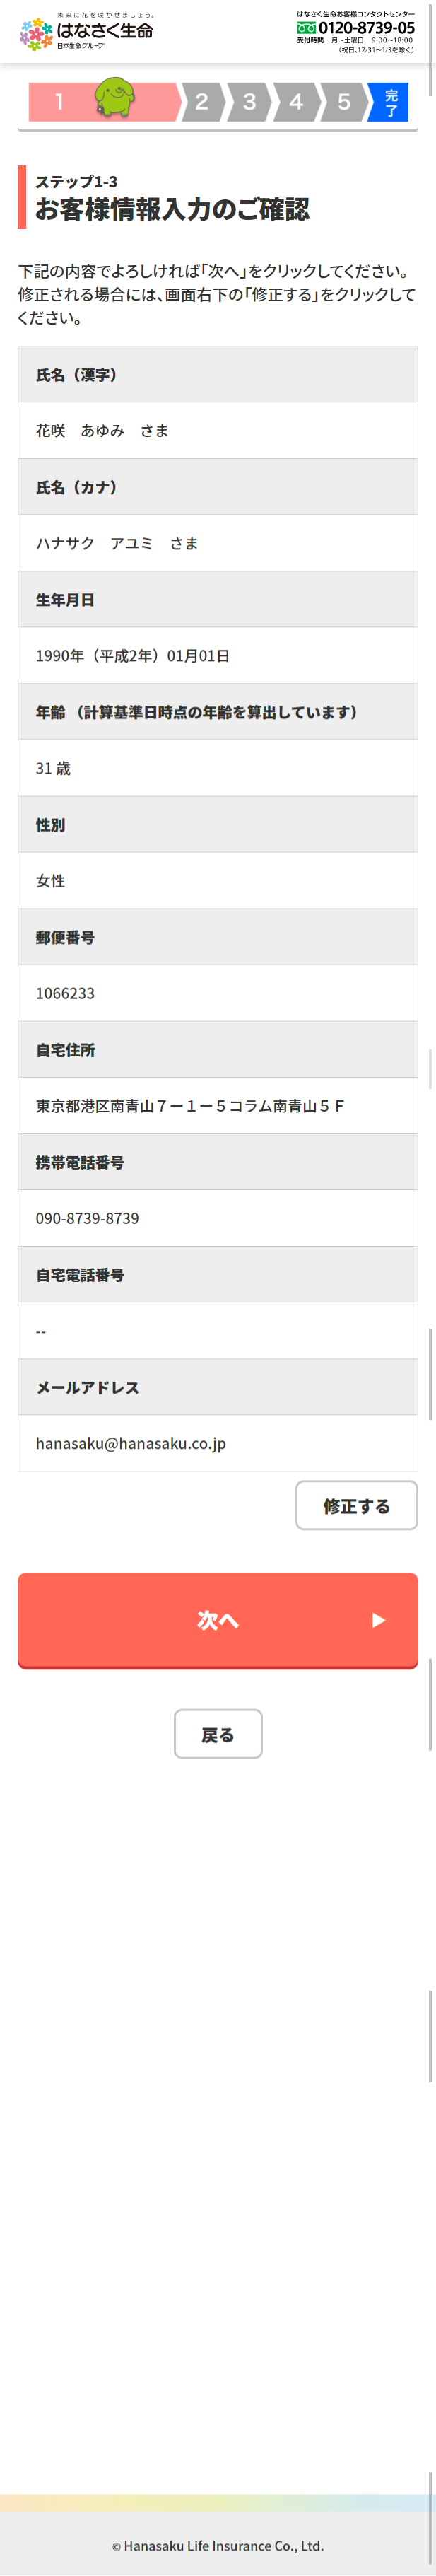 未来に花を咲かせましょう。
はなさく生命
日本生命グループ
はなさく生命お客様コンタクトセンター
0120-8739-05
受付時間 月～土曜日 9:00～18:00
(祝日、12/31～1/3を除く)
1
2
3
4
5
完了
ステップ1-3
お客様情報入力のご確認
下記の内容でよろしければ「次へ」をクリックしてください。
修正される場合には、画面右下の「修正する」をクリックして
ください。
氏名（漢字）
花咲　あゆみ　さま
氏名（カナ）
ハナサク　アユミ　さま
生年月日
1990年（平成2年）01月01日
年齢 （計算基準日時点の年齢を算出しています）
31 歳
性別
女性
郵便番号
1066233
自宅住所
東京都港区南青山７ー１ー５コラム南青山５Ｆ
携帯電話番号
090-8739-8739
自宅電話番号
--
メールアドレス
hanasaku@hanasaku.co.jp
修正する
次へ
戻る
© Hanasaku Life Insurance Co., Ltd.